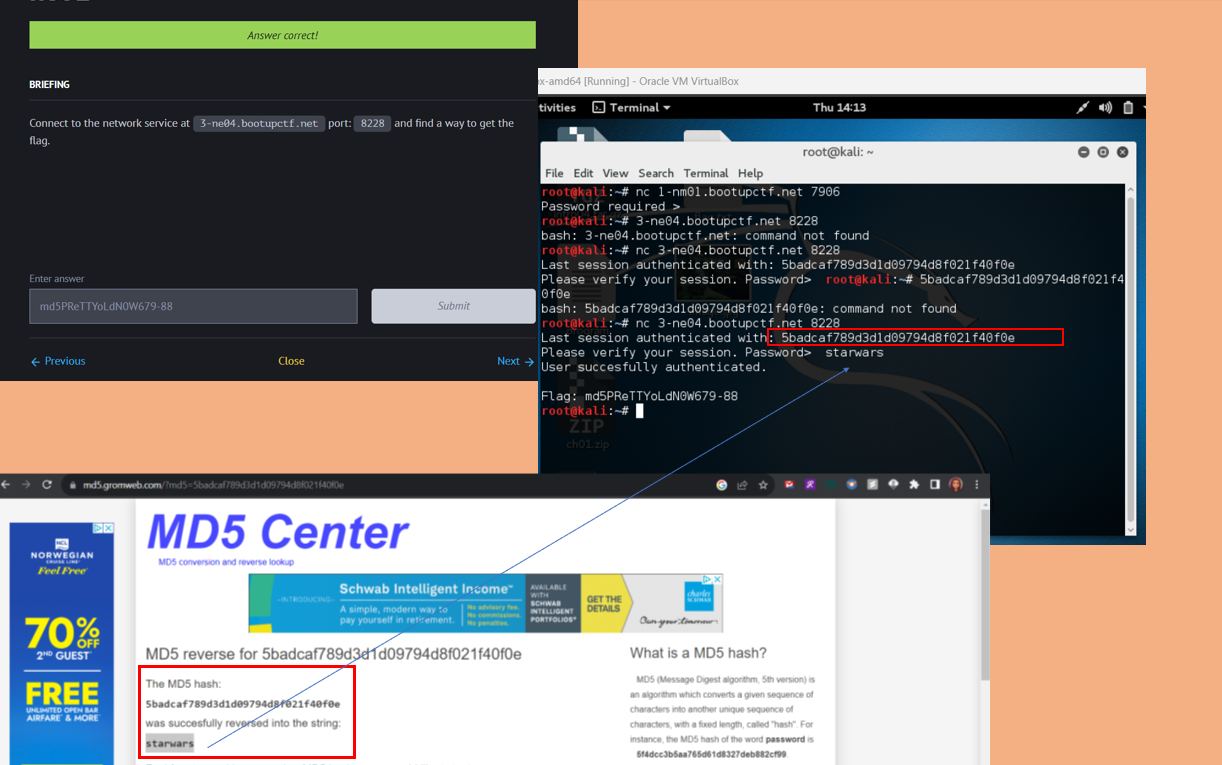 Answer correct!
BRIEFING
Connect to the network service at 3-ne04.bootupctf.net port: 8228 and find a way to get the
flag.
Enter answer
md5PReTTYoLdN0W679-88
Submit
← Previous
Close
Next →
x-amd64 [Running] - Oracle VM VirtualBox
tivities
Terminal
Thu 14:13
root@kali: ~
File Edit View Search Terminal Help
root@kali:~# nc 1-nm01.bootupctf.net 7906
Password required >
root@kali:~# 3-ne04.bootupctf.net 8228
bash: 3-ne04.bootupctf.net: command not found
root@kali:~# nc 3-ne04.bootupctf.net 8228
Last session authenticated with: 5badcaf789d3d1d09794d8f021f40f0e
Please verify your session. Password> root@kali:~# 5badcaf789d3d1d09794d8f021f4
0f0e
bash: 5badcaf789d3d1d09794d8f021f40f0e: command not found
root@kali:~# nc 3-ne04.bootupctf.net 8228
Last session authenticated with: 5badcaf789d3d1d09794d8f021f40f0e
Please verify your session. Password> starwars
User succesfully authenticated.
Flag: md5PReTTYoLdN0W679-88
root@kali:~#
ZIP
ch01.zip
md5.gromweb.com/?md5=5badcaf789d3d1d09794d8f021f40f0e
MD5 Center
MD5 conversion and reverse lookup
NCL
NORWEGIAN
CRUISE LINE
Feel Free
70% OFF
2ND GUEST
FREE
UNLIMITED OPEN BAR
AIRFARE & MORE
INTRODUCING
Schwab Intelligent Income™
A simple, modern way to
pay yourself in retirement.
No advisory fee.
No commissions.
No penalties.
AVAILABLE
WITH
SCHWAB
INTELLIGENT
PORTFOLIOS®
GET THE
DETAILS
charles
SCHWAB
Own your tomorrow
MD5 reverse for 5badcaf789d3d1d09794d8f021f40f0e
The MD5 hash:
5badcaf789d3d1d09794d8f021f40f0e
was succesfully reversed into the string:
starwars
What is a MD5 hash?
MD5 (Message Digest algorithm, 5th version) is
an algorithm which converts a given sequence of
characters into another unique sequence of
characters, with a fixed length, called "hash". For
instance, the MD5 hash of the word password is
5f4dcc3b5aa765d61d8327deb882cf99.